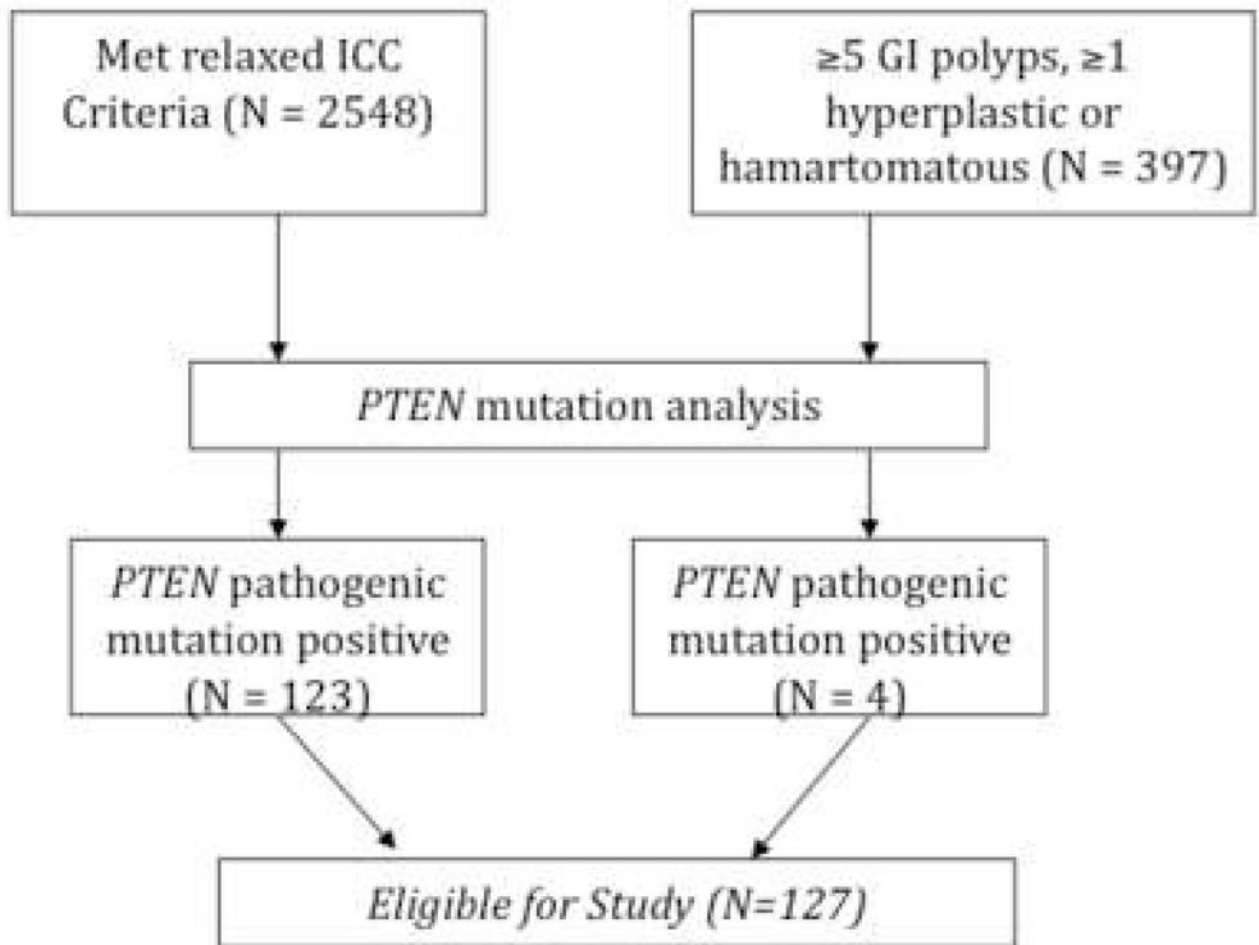 Met relaxed ICC
Criteria (N = 2548)
≥5 GI polyps, ≥1
hyperplastic or
hamartomatous (N = 397)
PTEN mutation analysis
PTEN pathogenic
mutation positive
(N = 123)
PTEN pathogenic
mutation positive
(N = 4)
Eligible for Study (N=127)